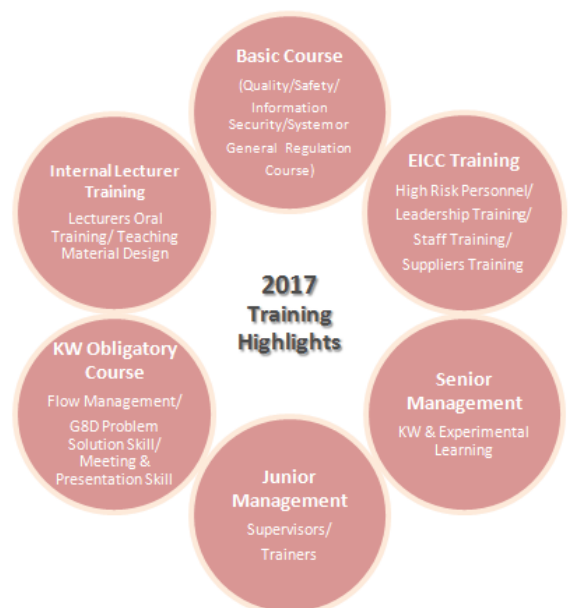 Basic Course
(Quality/Safety/
Information
Security/System or
General Regulation
Course)
EICC Training
High Risk Personnel/
Leadership Training/
Staff Training/
Suppliers Training
Senior
Management
KW & Experimental
Learning
Junior
Management
Supervisors/
Trainers
KW Obligatory
Course
Flow Management/
G8D Problem
Solution Skill/
Meeting &
Presentation Skill
Internal Lecturer
Training
Lecturers Oral
Training/ Teaching
Material Design
2017
Training
Highlights